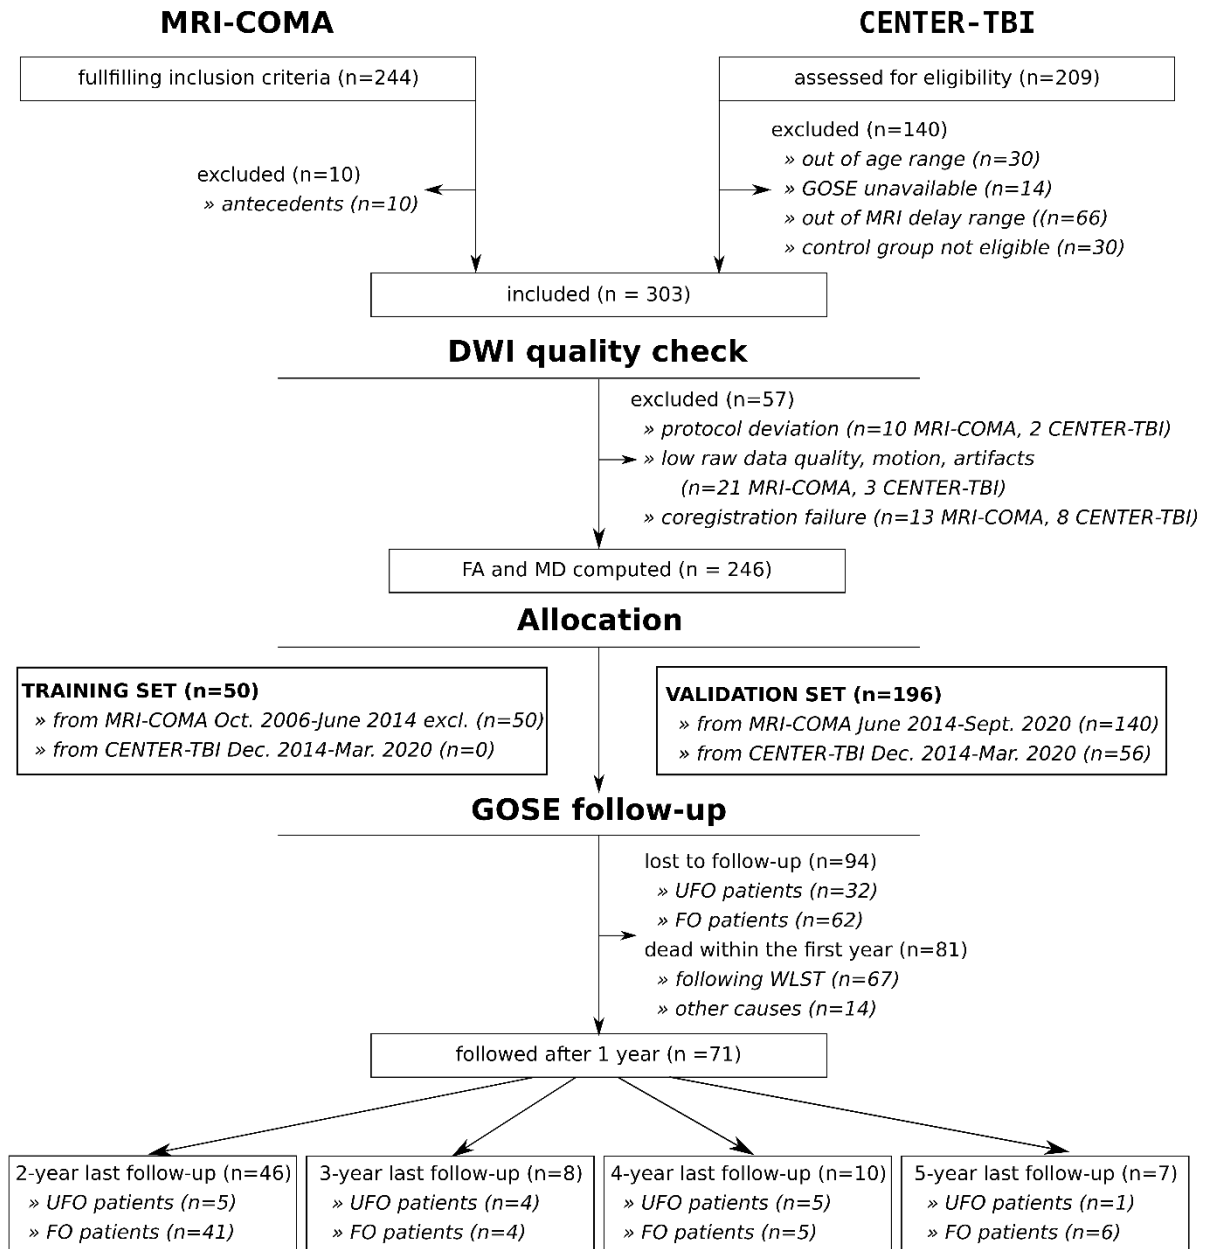 MRI-COMA
CENTER-TBI
fullfilling inclusion criteria (n=244)
assessed for eligibility (n=209)
excluded (n=10)
» antecedents (n=10)
excluded (n=140)
» out of age range (n=30)
» GOSE unavailable (n=14)
» out of MRI delay range ((n=66)
» control group not eligible (n=30)
included (n = 303)
DWI quality check
excluded (n=57)
» protocol deviation (n=10 MRI-COMA, 2 CENTER-TBI)
» low raw data quality, motion, artifacts
(n=21 MRI-COMA, 3 CENTER-TBI)
» coregistration failure (n=13 MRI-COMA, 8 CENTER-TBI)
FA and MD computed (n = 246)
Allocation
TRAINING SET (n=50)
» from MRI-COMA Oct. 2006-June 2014 excl. (n=50)
» from CENTER-TBI Dec. 2014-Mar. 2020 (n=0)
VALIDATION SET (n=196)
» from MRI-COMA June 2014-Sept. 2020 (n=140)
» from CENTER-TBI Dec. 2014-Mar. 2020 (n=56)
GOSE follow-up
lost to follow-up (n=94)
» UFO patients (n=32)
» FO patients (n=62)
dead within the first year (n=81)
» following WLST (n=67)
» other causes (n=14)
followed after 1 year (n =71)
2-year last follow-up (n=46)
» UFO patients (n=5)
» FO patients (n=41)
3-year last follow-up (n=8)
» UFO patients (n=4)
» FO patients (n=4)
4-year last follow-up (n=10)
» UFO patients (n=5)
» FO patients (n=5)
5-year last follow-up (n=7)
» UFO patients (n=1)
» FO patients (n=6)